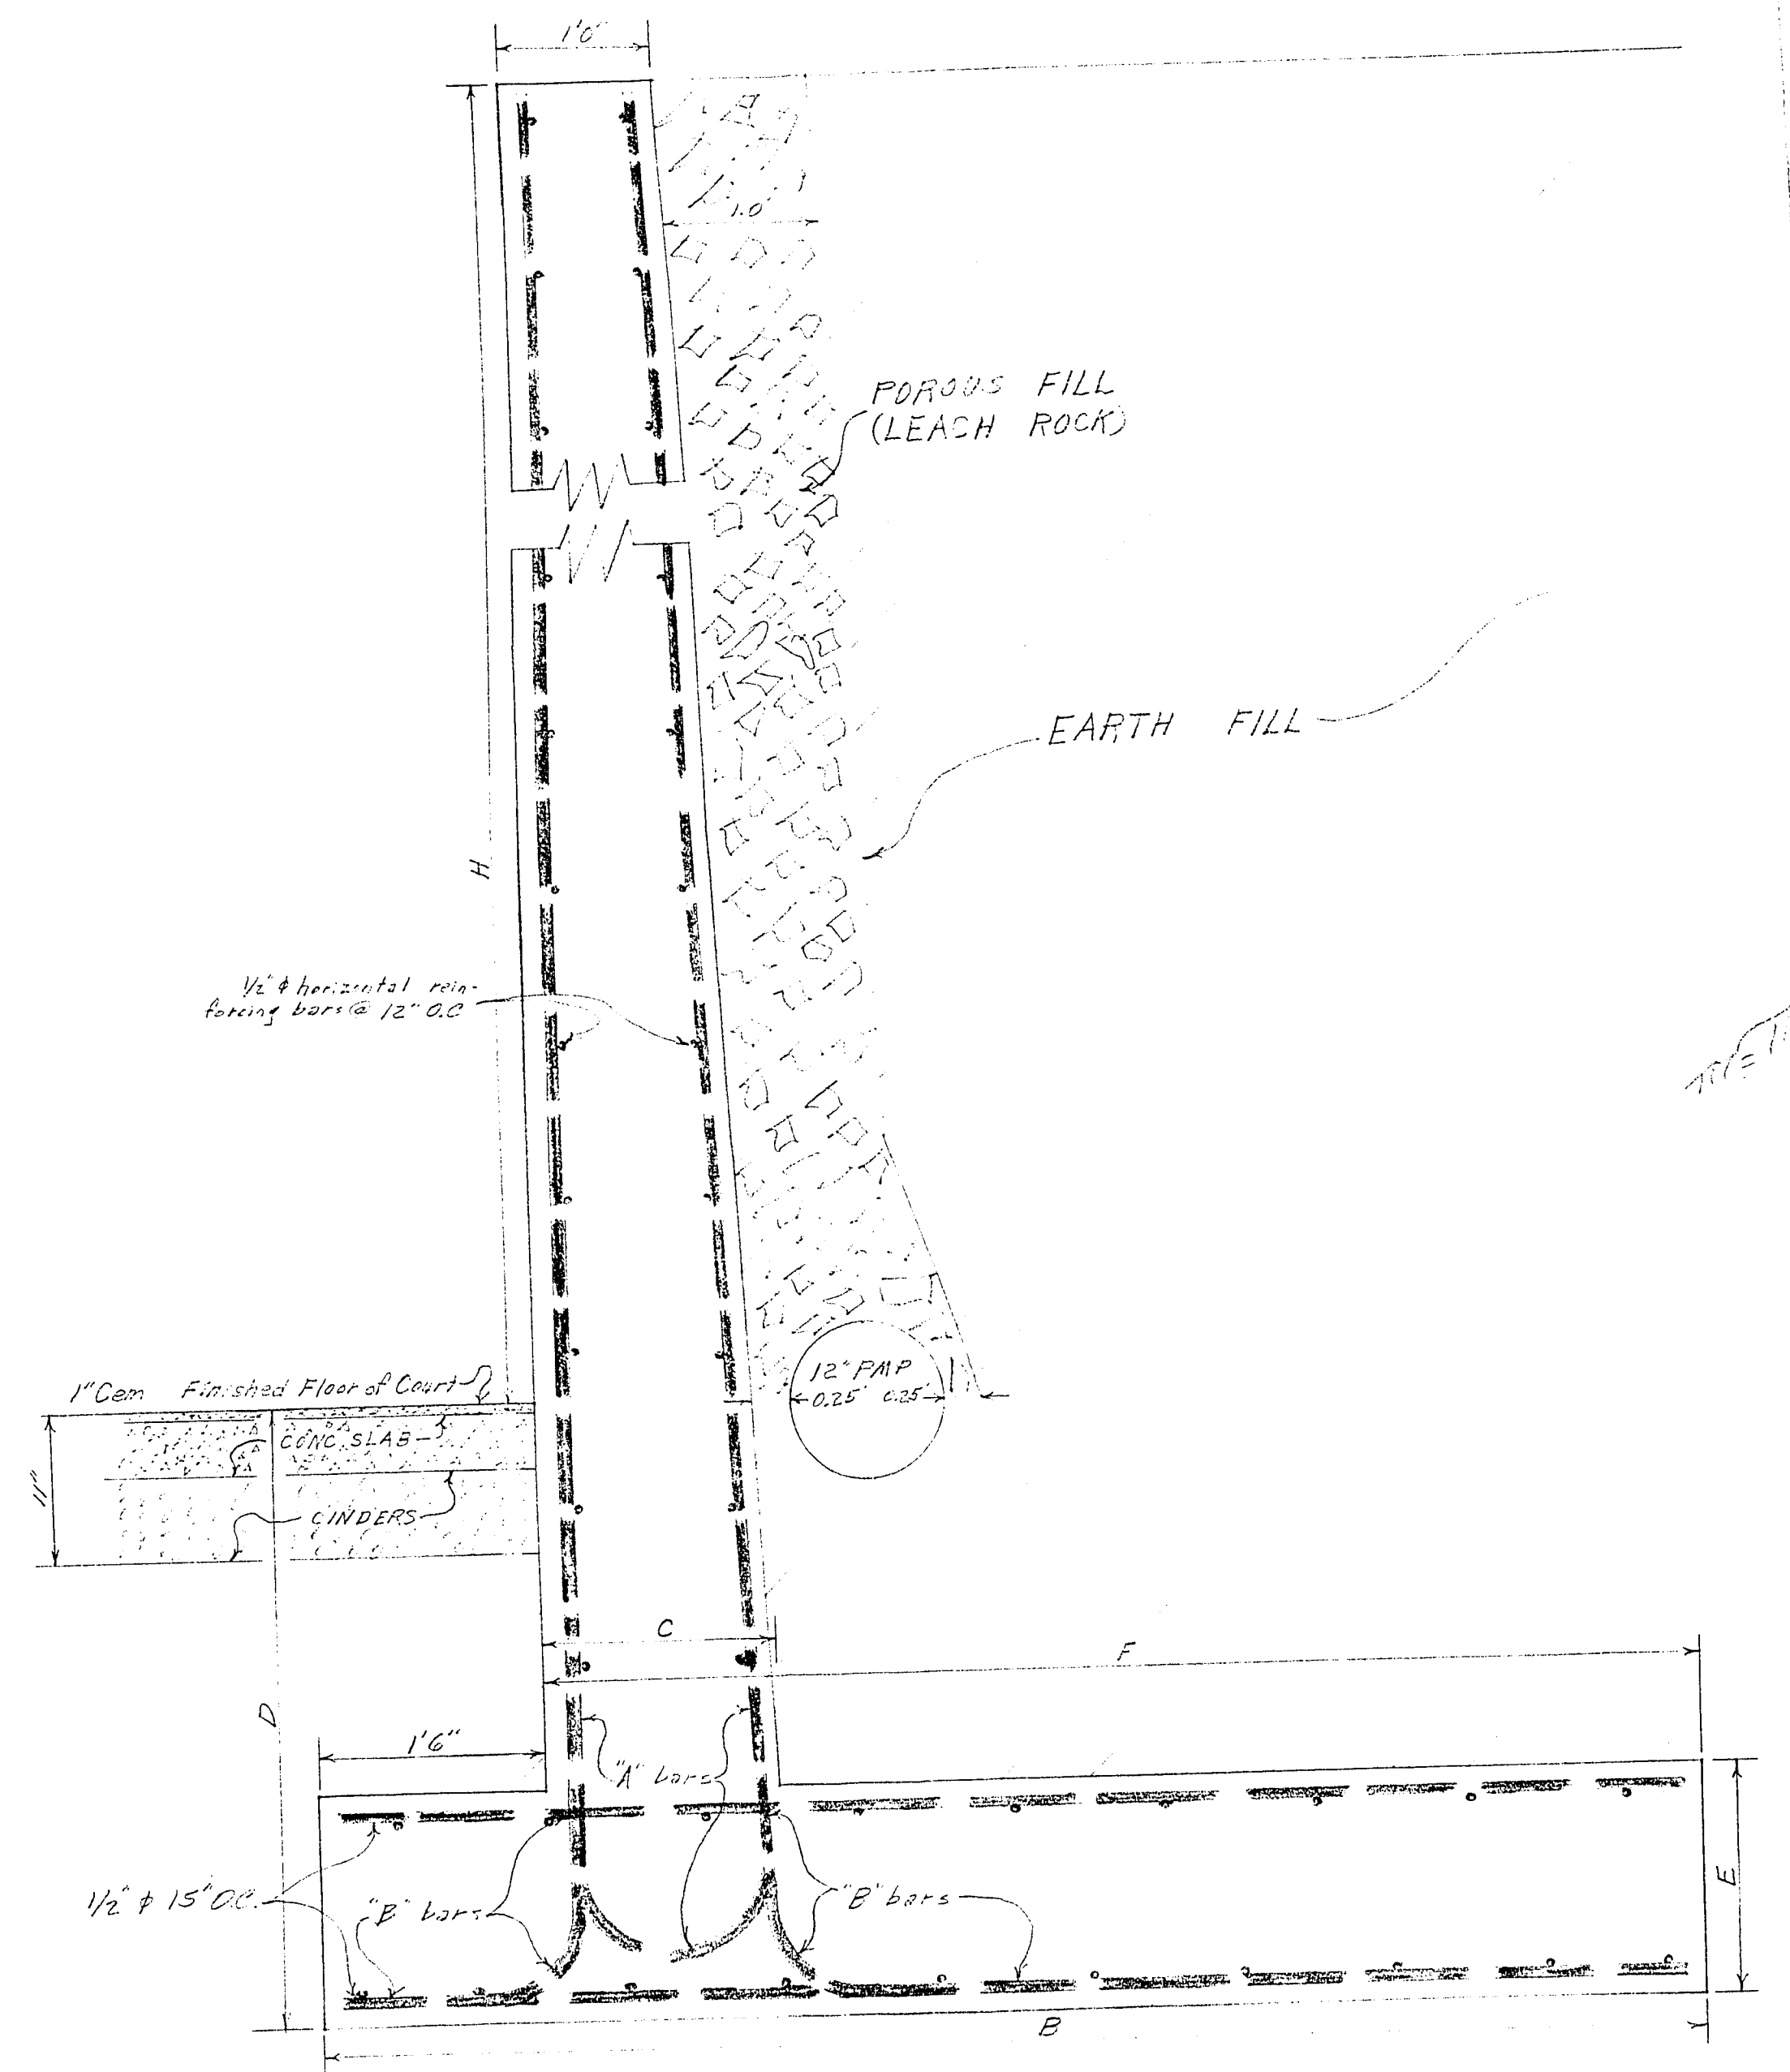 1'0"
1.0'
POROUS FILL
(LEACH ROCK)
EARTH FILL
H
1/2" ϕ horizontal rein-
forcing bars @ 12" O.C
12" PMP
0.25' 0.25'
1"Cem Finished Floor of Court
CONC. SLAB
11"
CINDERS
C
F
D
1'6"
"A" bars
E
1/2" ϕ 15" O.C.
"B" bars
"B" bars
B